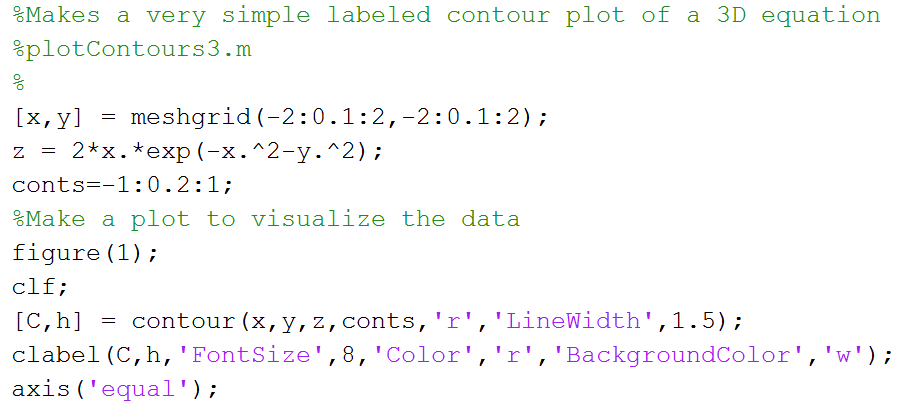 %Makes a very simple labeled contour plot of a 3D equation
%plotContours3.m
%
[x,y] = meshgrid(-2:0.1:2,-2:0.1:2);
z = 2*x.*exp(-x.^2-y.^2);
conts=-1:0.2:1;
%Make a plot to visualize the data
figure(1);
clf;
[C,h] = contour(x,y,z,conts,'r','LineWidth',1.5);
clabel(C,h,'FontSize',8,'Color','r','BackgroundColor','w');
axis('equal');